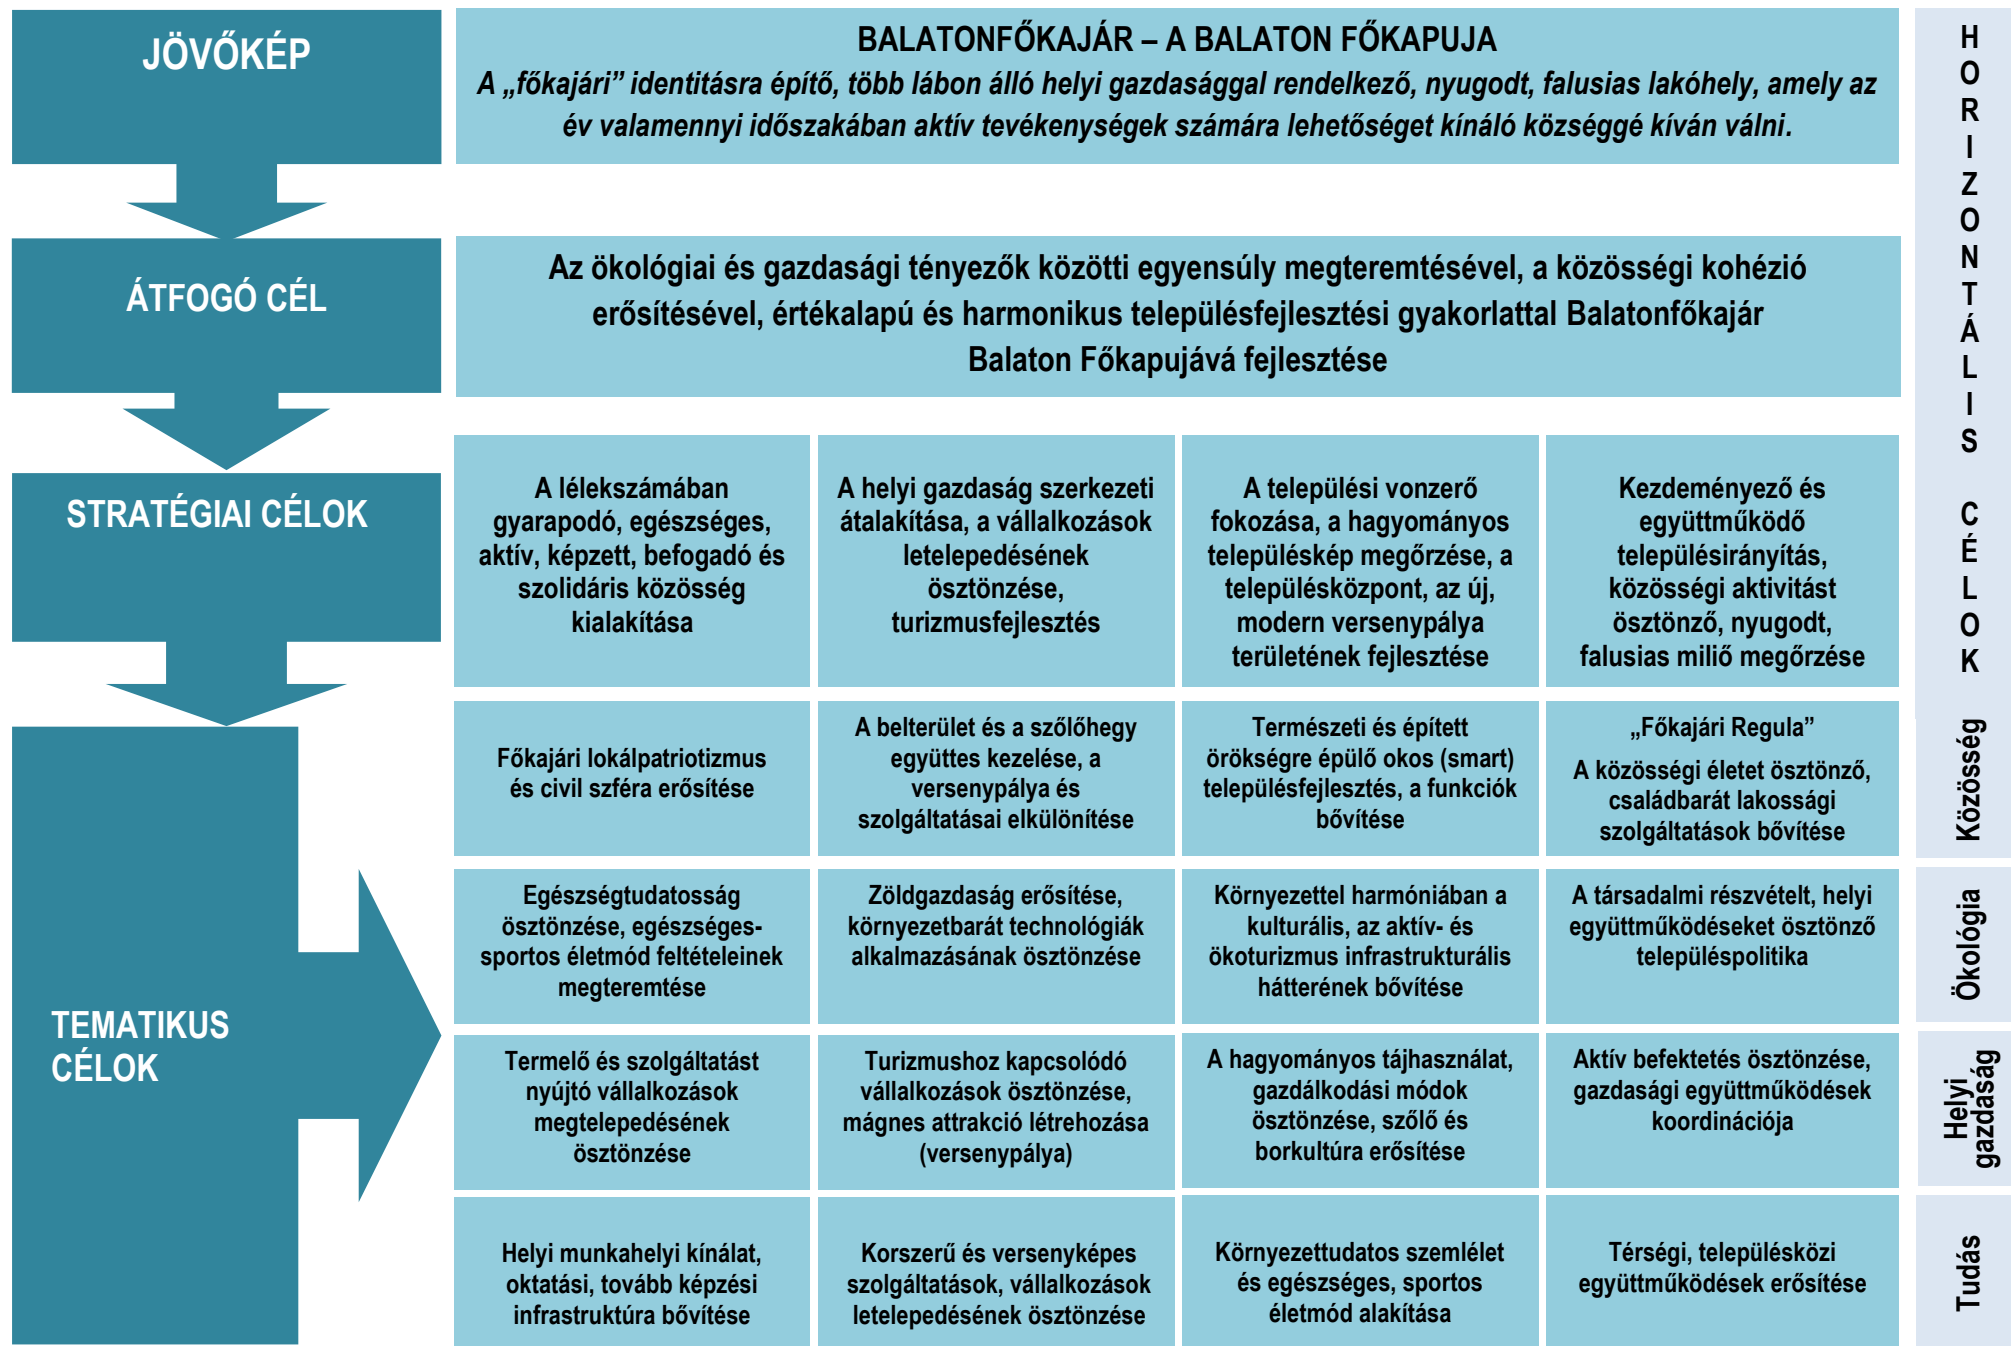 JÖVŐKÉP
BALATONFŐKAJÁR – A BALATON FŐKAPUJA
A „főkajári” identitásra építő, több lábon álló helyi gazdasággal rendelkező, nyugodt, falusias lakóhely, amely az
év valamennyi időszakában aktív tevékenységek számára lehetőséget kínáló községgé kíván válni.
ÁTFOGÓ CÉL
Az ökológiai és gazdasági tényezők közötti egyensúly megteremtésével, a közösségi kohézió
erősítésével, értékalapú és harmonikus településfejlesztési gyakorlattal Balatonfőkajár
Balaton Főkapujává fejlesztése
STRATÉGIAI CÉLOK
A lélekszámában
gyarapodó, egészséges,
aktív, képzett, befogadó és
szolidáris közösség
kialakítása
A helyi gazdaság szerkezeti
átalakítása, a vállalkozások
letelepedésének
ösztönzése,
turizmusfejlesztés
A települési vonzerő
fokozása, a hagyományos
településkép megőrzése, a
településközpont, az új,
modern versenypálya
területének fejlesztése
Kezdeményező és
együttműködő
településirányítás,
közösségi aktivitást
ösztönző, nyugodt,
falusias miliő megőrzése
TEMATIKUS
CÉLOK
Főkajári lokálpatriotizmus
és civil szféra erősítése
A belterület és a szőlőhegy
együttes kezelése, a
versenypálya és
szolgáltatásai elkülönítése
Természeti és épített
örökségre épülő okos (smart)
településfejlesztés, a funkciók
bővítése
„Főkajári Regula”
A közösségi életet ösztönző,
családbarát lakossági
szolgáltatások bővítése
Egészségtudatosság
ösztönzése, egészséges-
sportos életmód feltételeinek
megteremtése
Zöldgazdaság erősítése,
környezetbarát technológiák
alkalmazásának ösztönzése
Környezettel harmóniában a
kulturális, az aktív- és
ökoturizmus infrastrukturális
hátterének bővítése
A társadalmi részvételt, helyi
együttműködéseket ösztönző
településpolitika
Termelő és szolgáltatást
nyújtó vállalkozások
megtelepedésének
ösztönzése
Turizmushoz kapcsolódó
vállalkozások ösztönzése,
mágnes attrakció létrehozása
(versenypálya)
A hagyományos tájhasználat,
gazdálkodási módok
ösztönzése, szőlő és
borkultúra erősítése
Aktív befektetés ösztönzése,
gazdasági együttműködések
koordinációja
Helyi munkahelyi kínálat,
oktatási, tovább képzési
infrastruktúra bővítése
Korszerű és versenyképes
szolgáltatások, vállalkozások
letelepedésének ösztönzése
Környezettudatos szemlélet
és egészséges, sportos
életmód alakítása
Térségi, településközi
együttműködések erősítése
HORIZONTÁLIS CÉLOK
Közösség
Ökológia
Helyi
gazdaság
Tudás